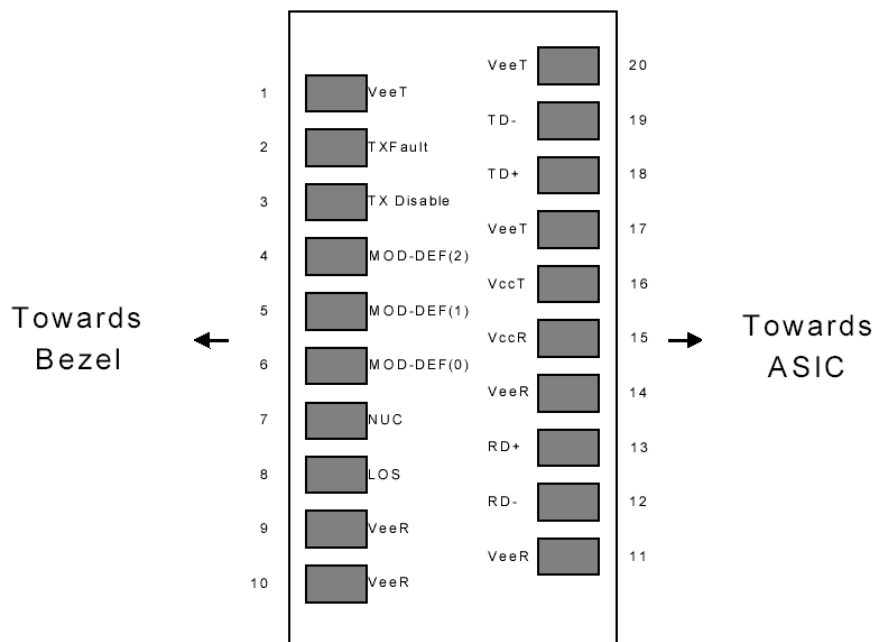 VeeT 20
1 VeeT
TD- 19
2 TXFault
TD+ 18
3 TX Disable
VeeT 17
4 MOD-DEF(2)
VccT 16
5 MOD-DEF(1)
Towards
Bezel
VccR 15
Towards
ASIC
6 MOD-DEF(0)
VeeR 14
7 NUC
RD+ 13
8 LOS
RD- 12
9 VeeR
VeeR 11
10 VeeR